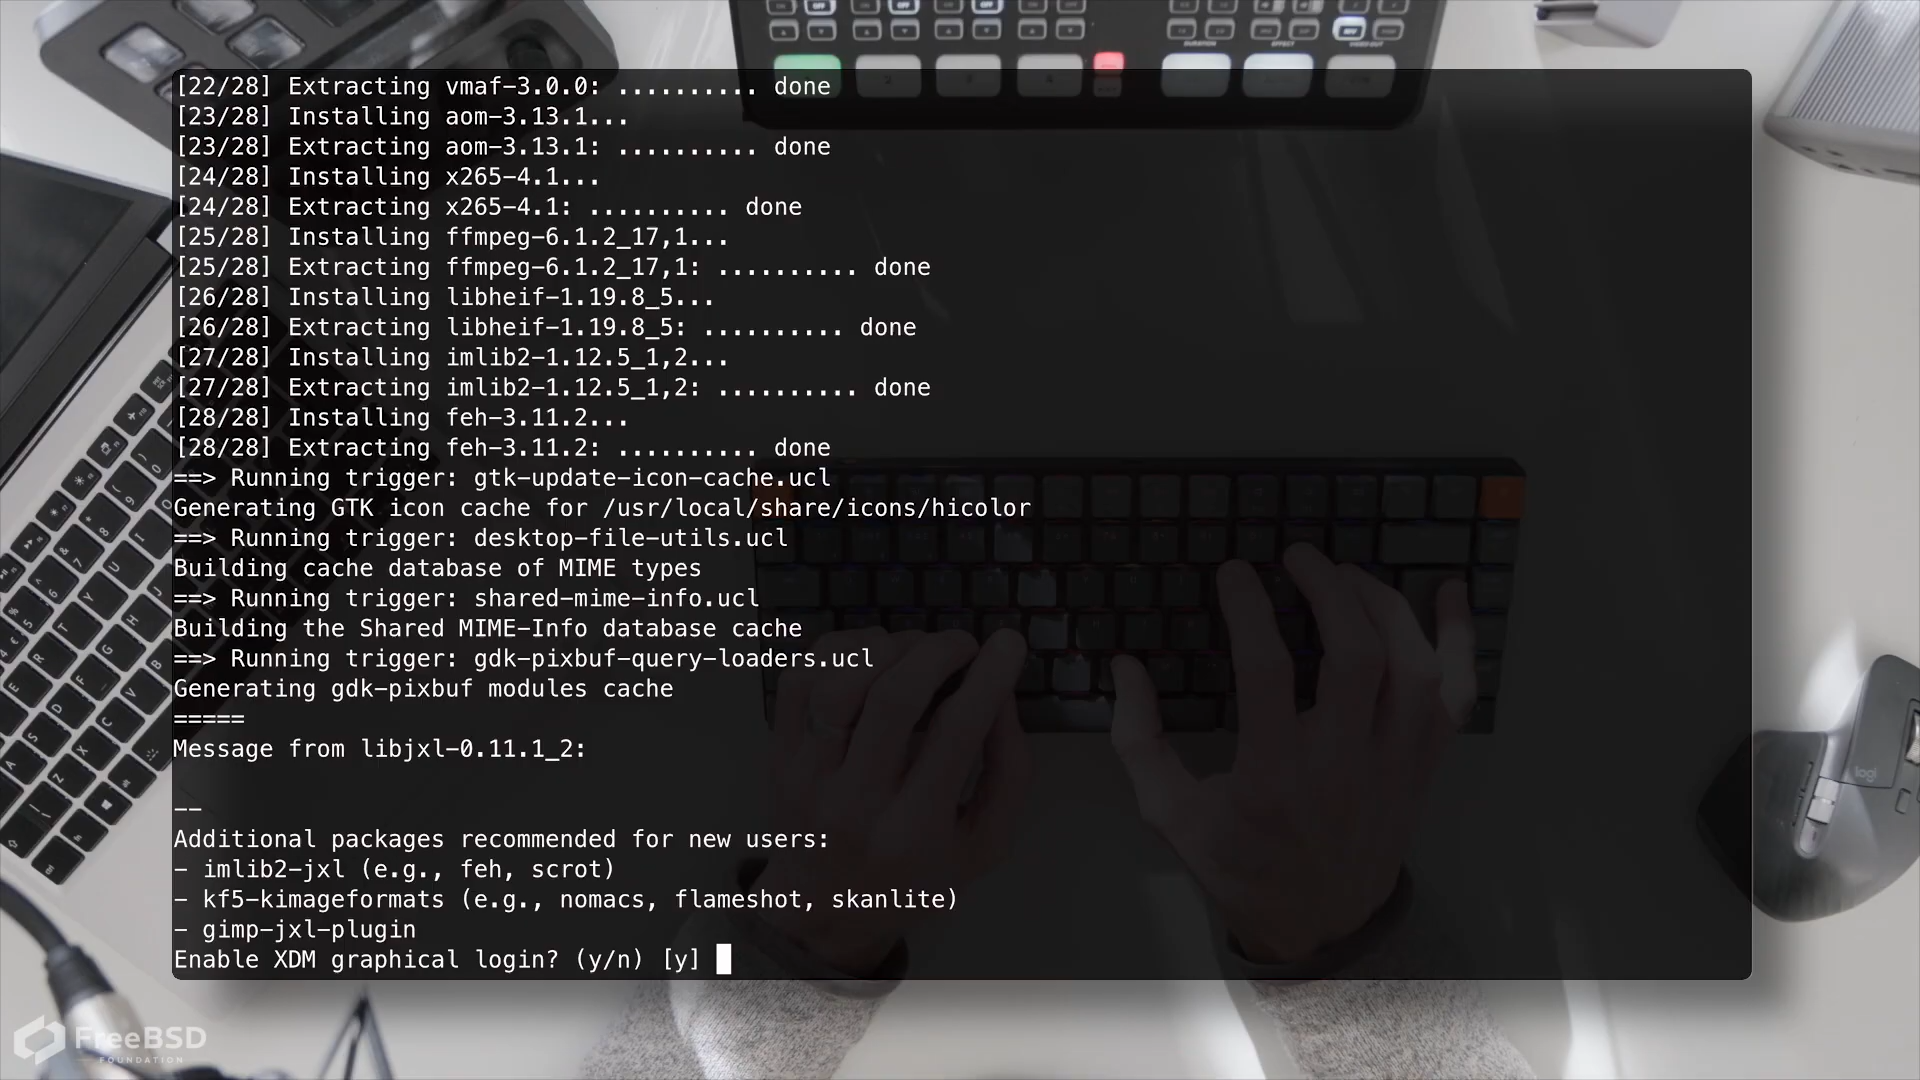 [22/28] Extracting vmaf-3.0.0: .......... done
[23/28] Installing aom-3.13.1...
[23/28] Extracting aom-3.13.1: .......... done
[24/28] Installing x265-4.1...
[24/28] Extracting x265-4.1: .......... done
[25/28] Installing ffmpeg-6.1.2_17,1...
[25/28] Extracting ffmpeg-6.1.2_17,1: .......... done
[26/28] Installing libheif-1.19.8_5...
[26/28] Extracting libheif-1.19.8_5: .......... done
[27/28] Installing imlib2-1.12.5_1,2...
[27/28] Extracting imlib2-1.12.5_1,2: .......... done
[28/28] Installing feh-3.11.2...
[28/28] Extracting feh-3.11.2: .......... done
==> Running trigger: gtk-update-icon-cache.ucl
Generating GTK icon cache for /usr/local/share/icons/hicolor
==> Running trigger: desktop-file-utils.ucl
Building cache database of MIME types
==> Running trigger: shared-mime-info.ucl
Building the Shared MIME-Info database cache
==> Running trigger: gdk-pixbuf-query-loaders.ucl
Generating gdk-pixbuf modules cache
=====
Message from libjxl-0.11.1_2:

--
Additional packages recommended for new users:
- imlib2-jxl (e.g., feh, scrot)
- kf5-kimageformats (e.g., nomacs, flameshot, skanlite)
- gimp-jxl-plugin
Enable XDM graphical login? (y/n) [y]
logi
FreeBSD
FOUNDATION